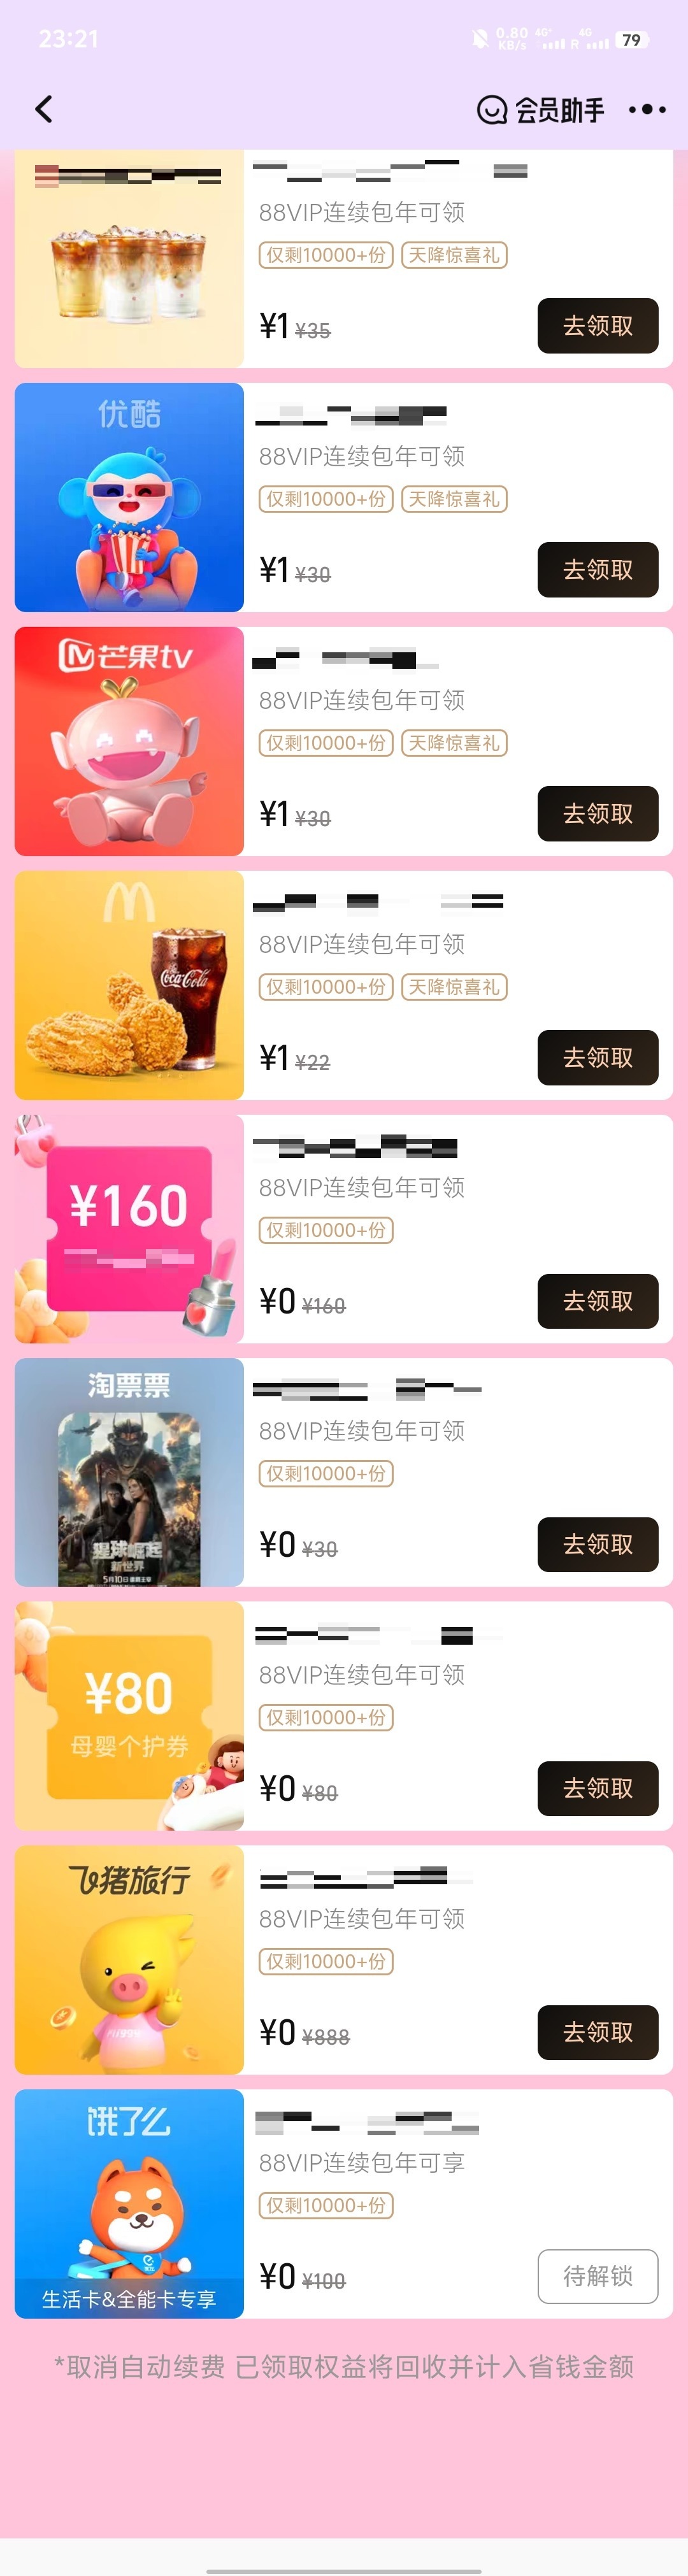 23:21
0.80
KB/s
4G+
R
4G
79
会员助手
88VIP连续包年可领
仅剩10000+份 天降惊喜礼
¥1 ¥35
去领取
优酷
88VIP连续包年可领
仅剩10000+份 天降惊喜礼
¥1 ¥30
去领取
芒果tv
88VIP连续包年可领
仅剩10000+份 天降惊喜礼
¥1 ¥30
去领取
Coca-Cola
88VIP连续包年可领
仅剩10000+份 天降惊喜礼
¥1 ¥22
去领取
¥160
88VIP连续包年可领
仅剩10000+份
¥0 ¥160
去领取
淘票票
猩球崛起
新世界
5月10日
88VIP连续包年可领
仅剩10000+份
¥0 ¥30
去领取
¥80
母婴个护券
88VIP连续包年可领
仅剩10000+份
¥0 ¥80
去领取
飞猪旅行
88VIP连续包年可领
仅剩10000+份
¥0 ¥888
去领取
饿了么
生活卡&全能卡专享
88VIP连续包年可享
仅剩10000+份
¥0 ¥100
待解锁
*取消自动续费 已领取权益将回收并计入省钱金额